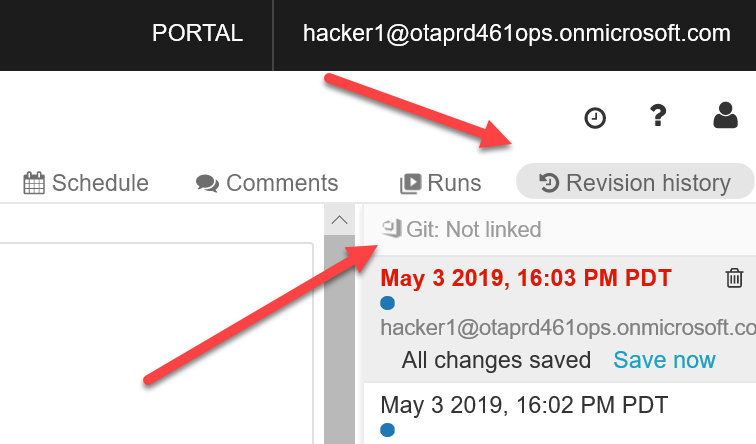 PORTAL hacker1@otaprd461ops.onmicrosoft.com
?
Schedule Comments Runs Revision history
Git: Not linked
May 3 2019, 16:03 PM PDT
hacker1@otaprd461ops.onmicrosoft.co
All changes saved Save now
May 3 2019, 16:02 PM PDT